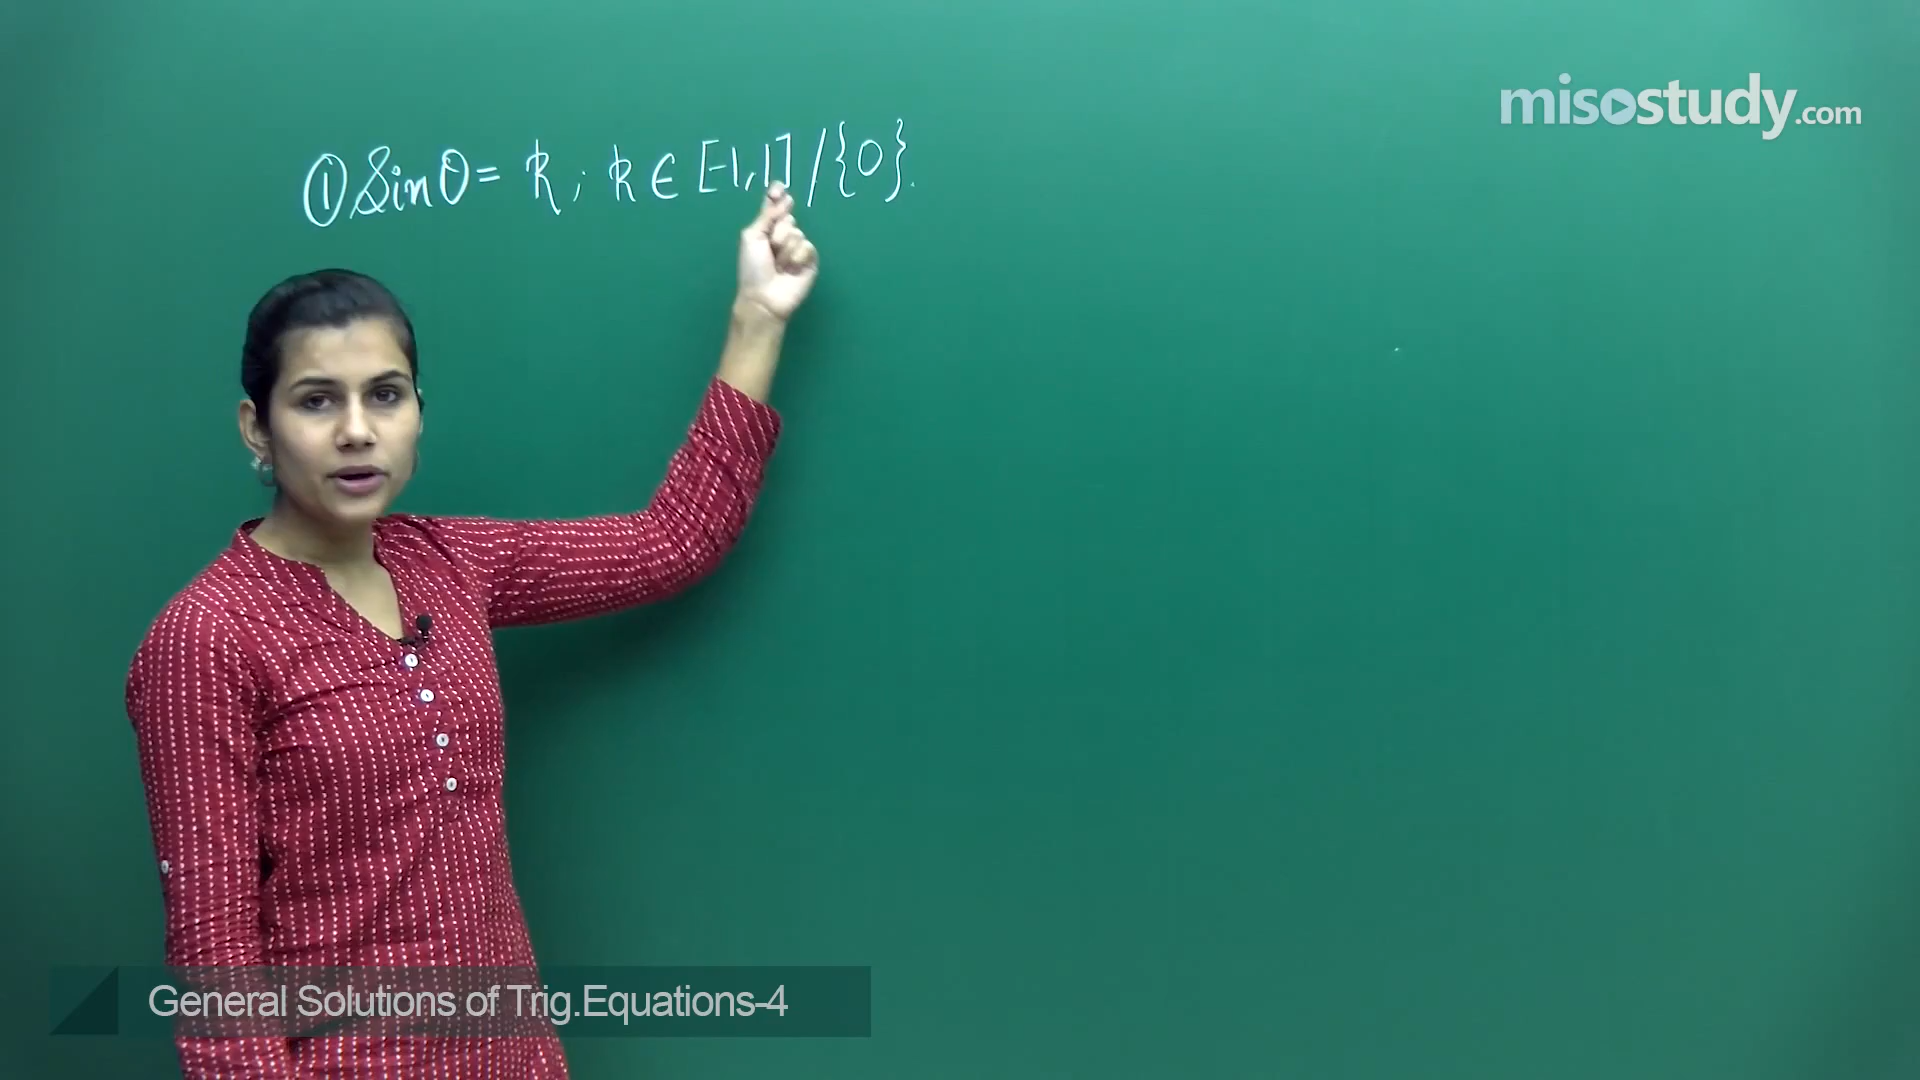 misostudy.com
① Sinθ = k ; k ∈ [-1,1] / {0}.
General Solutions of Trig.Equations-4